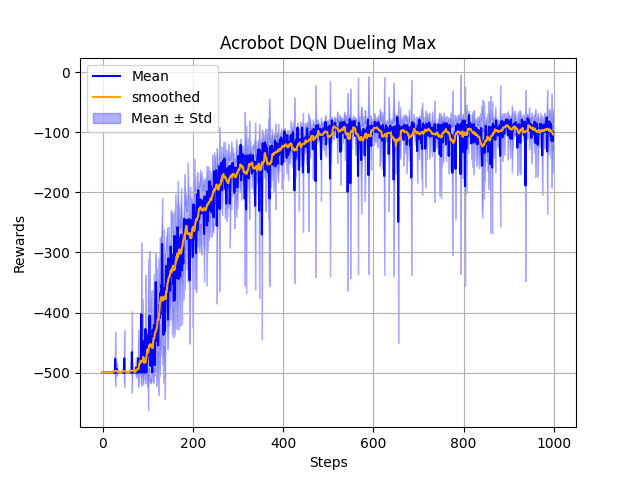 Acrobot DQN Dueling Max
Mean
smoothed
Mean ± Std
0
−100
−200
−300
−400
−500
Rewards
0 200 400 600 800 1000
Steps